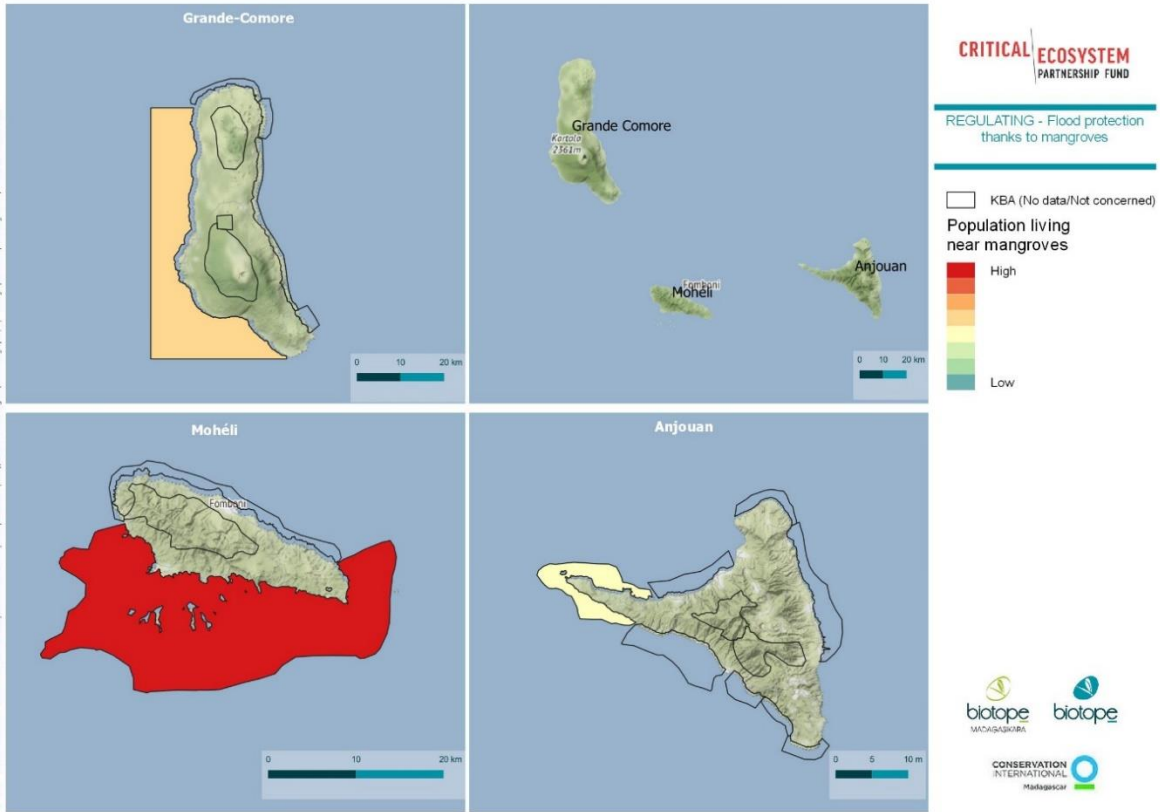 Grande-Comore
0 10 20 km
Grande Comore
Kartala
2361m
Fomboni
Mohéli
Anjouan
0 10 20 km
Mohéli
Fomboni
0 10 20 km
Anjouan
0 5 10 m
CRITICAL ECOSYSTEM
PARTNERSHIP FUND
REGULATING - Flood protection
thanks to mangroves
KBA (No data/Not concerned)
Population living
near mangroves
High
Low
biotope
MADAGASIKARA
biotope
CONSERVATION
INTERNATIONAL
Madagascar